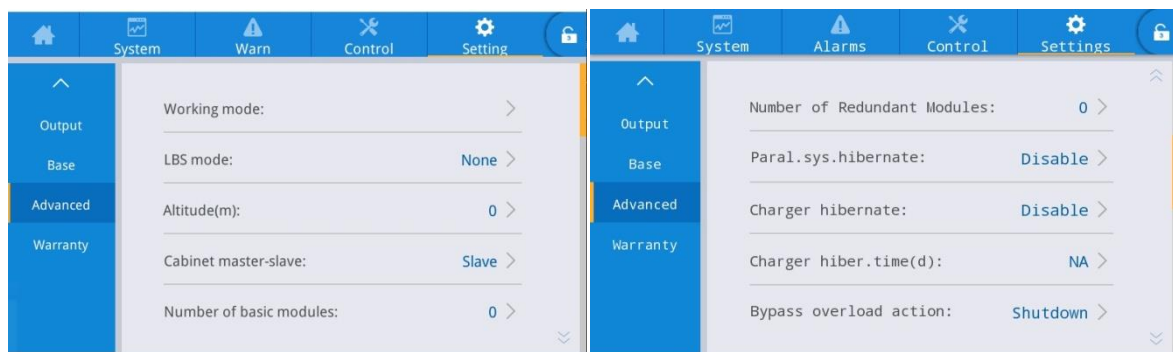 System Warn Control Setting
Output
Base
Advanced
Warranty
Working mode:
LBS mode: None
Altitude(m): 0
Cabinet master-slave: Slave
Number of basic modules: 0
System Alarms Control Settings
Output
Base
Advanced
Warranty
Number of Redundant Modules: 0
Paral.sys.hibernate: Disable
Charger hibernate: Disable
Charger hiber.time(d): NA
Bypass overload action: Shutdown